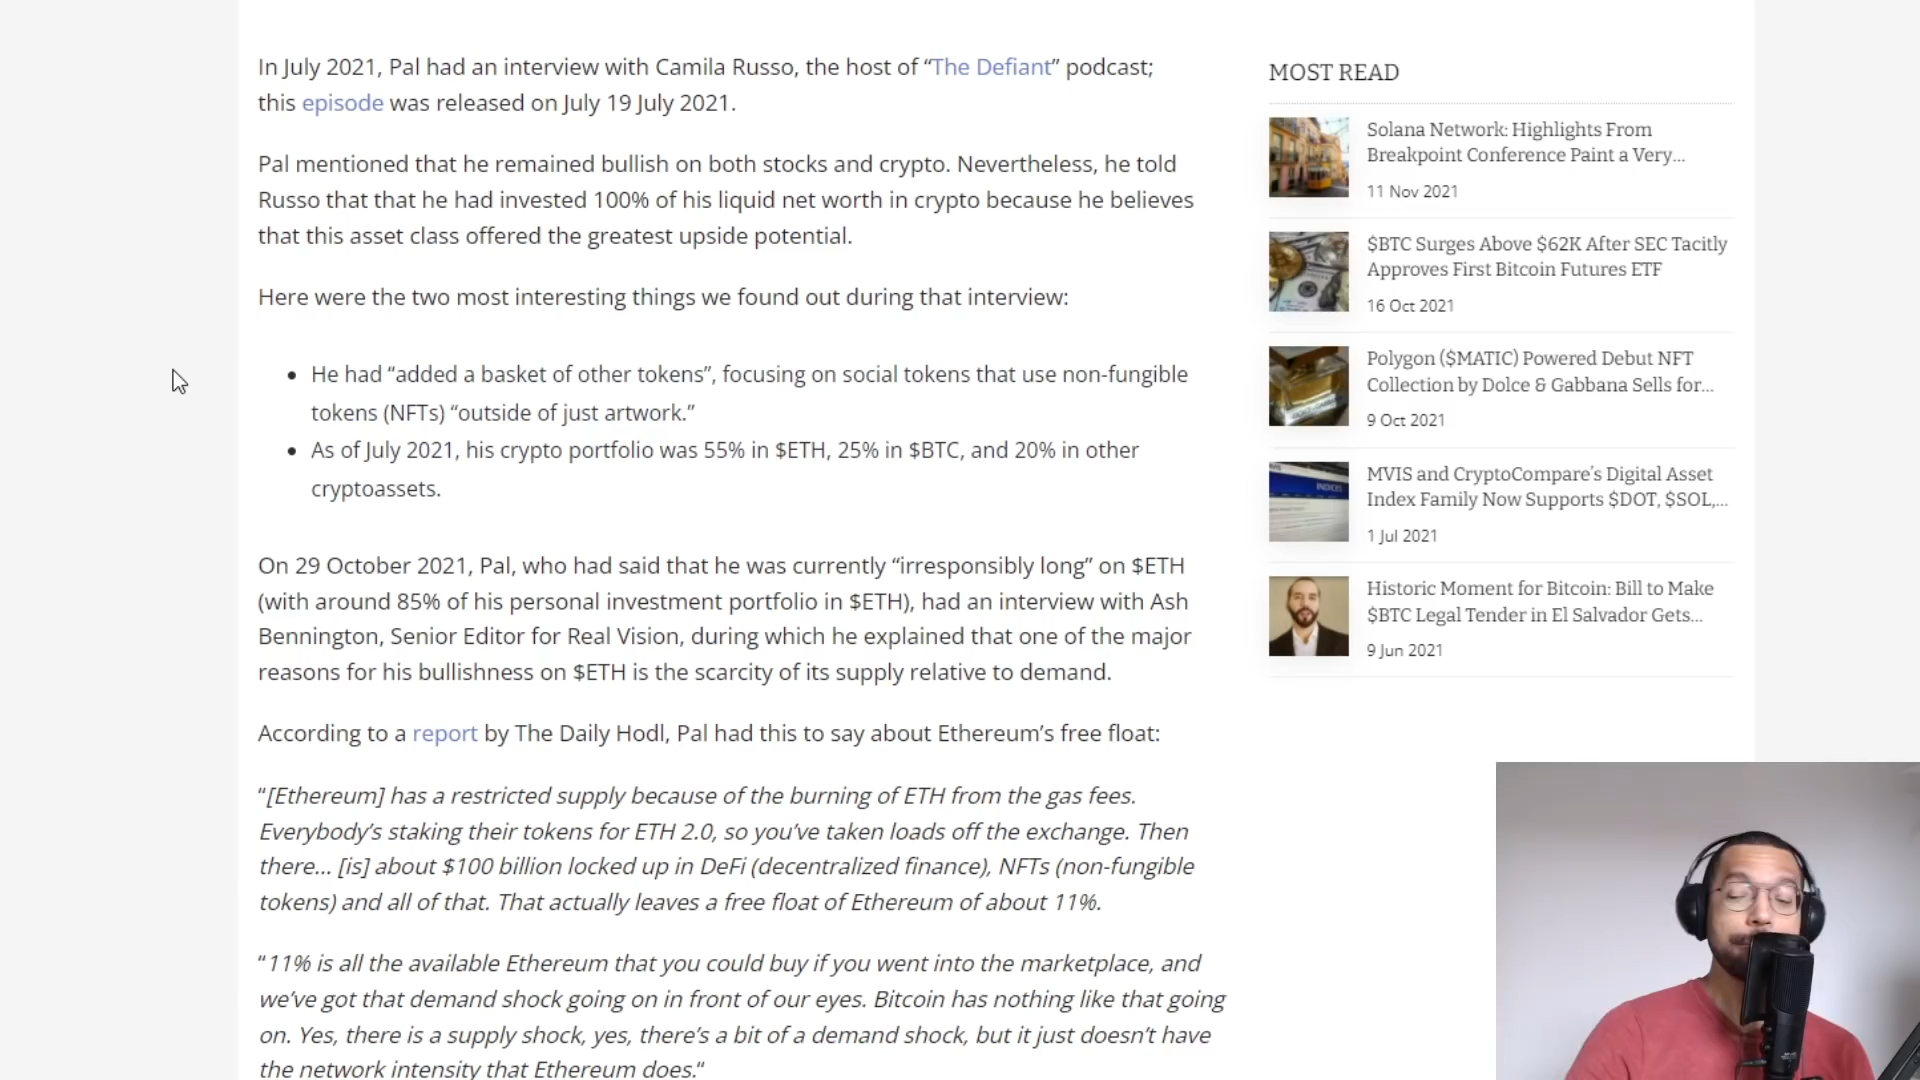 In July 2021, Pal had an interview with Camila Russo, the host of “The Defiant” podcast;
this episode was released on July 19 July 2021.
Pal mentioned that he remained bullish on both stocks and crypto. Nevertheless, he told
Russo that that he had invested 100% of his liquid net worth in crypto because he believes
that this asset class offered the greatest upside potential.
Here were the two most interesting things we found out during that interview:
• He had “added a basket of other tokens”, focusing on social tokens that use non-fungible
tokens (NFTs) “outside of just artwork.”
• As of July 2021, his crypto portfolio was 55% in $ETH, 25% in $BTC, and 20% in other
cryptoassets.
On 29 October 2021, Pal, who had said that he was currently “irresponsibly long” on $ETH
(with around 85% of his personal investment portfolio in $ETH), had an interview with Ash
Bennington, Senior Editor for Real Vision, during which he explained that one of the major
reasons for his bullishness on $ETH is the scarcity of its supply relative to demand.
According to a report by The Daily Hodl, Pal had this to say about Ethereum’s free float:
“[Ethereum] has a restricted supply because of the burning of ETH from the gas fees.
Everybody’s staking their tokens for ETH 2.0, so you’ve taken loads off the exchange. Then
there… [is] about $100 billion locked up in DeFi (decentralized finance), NFTs (non-fungible
tokens) and all of that. That actually leaves a free float of Ethereum of about 11%.
“11% is all the available Ethereum that you could buy if you went into the marketplace, and
we’ve got that demand shock going on in front of our eyes. Bitcoin has nothing like that going
on. Yes, there is a supply shock, yes, there’s a bit of a demand shock, but it just doesn’t have
the network intensity that Ethereum does.“
MOST READ
Solana Network: Highlights From
Breakpoint Conference Paint a Very...
11 Nov 2021
$BTC Surges Above $62K After SEC Tacitly
Approves First Bitcoin Futures ETF
16 Oct 2021
Polygon ($MATIC) Powered Debut NFT
Collection by Dolce & Gabbana Sells for...
9 Oct 2021
INDICES
MVIS and CryptoCompare’s Digital Asset
Index Family Now Supports $DOT, $SOL,...
1 Jul 2021
Historic Moment for Bitcoin: Bill to Make
$BTC Legal Tender in El Salvador Gets...
9 Jun 2021